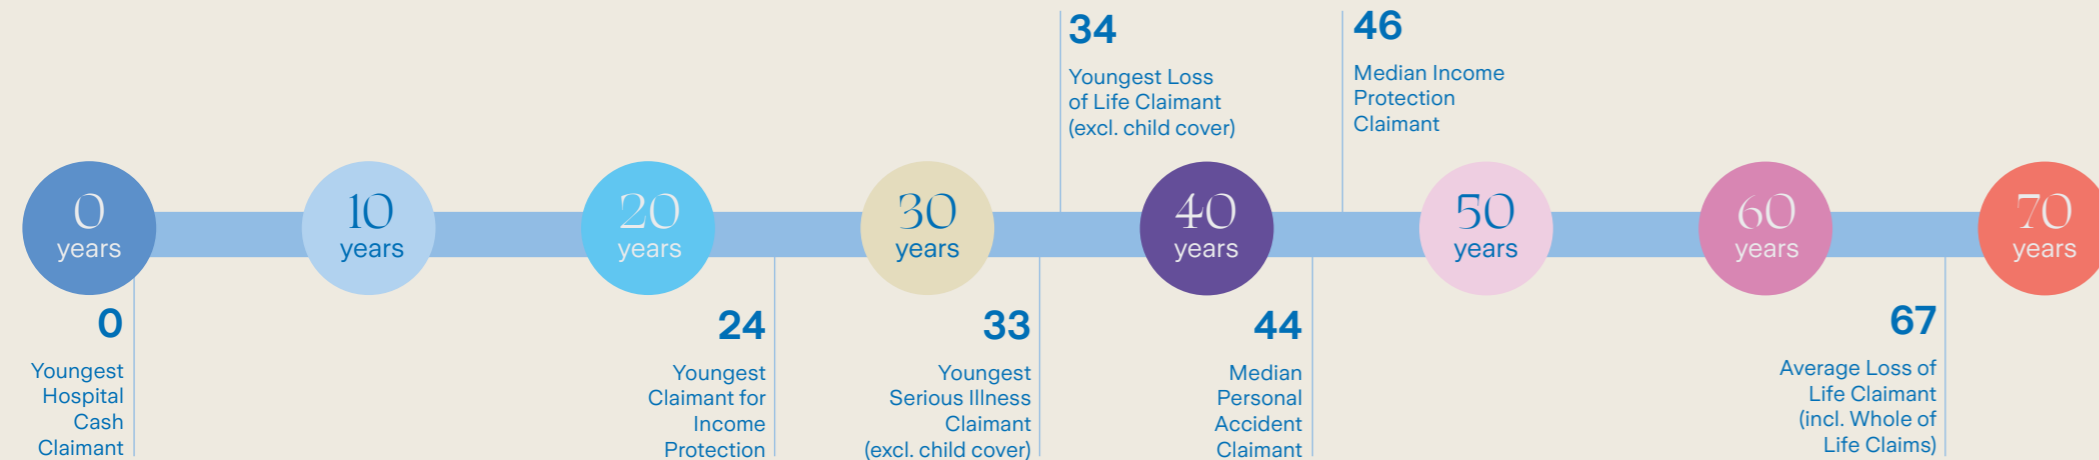 34
Youngest Loss
of Life Claimant
(excl. child cover)
46
Median Income
Protection
Claimant
0
years
10
years
20
years
30
years
40
years
50
years
60
years
70
years
0
Youngest
Hospital
Cash
Claimant
24
Youngest
Claimant for
Income
Protection
33
Youngest
Serious Illness
Claimant
(excl. child cover)
44
Median
Personal
Accident
Claimant
67
Average Loss of
Life Claimant
(incl. Whole of
Life Claims)